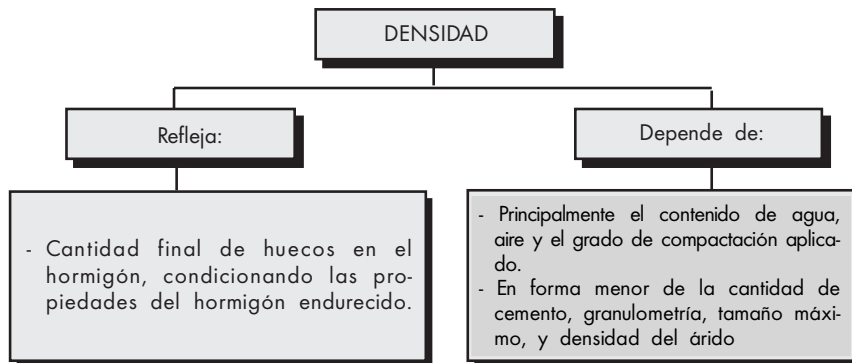 DENSIDAD
Refleja:
Depende de:
- Cantidad final de huecos en el
hormigón, condicionando las pro-
piedades del hormigón endurecido.
- Principalmente el contenido de agua,
aire y el grado de compactación aplica-
do.
- En forma menor de la cantidad de
cemento, granulometría, tamaño máxi-
mo, y densidad del árido